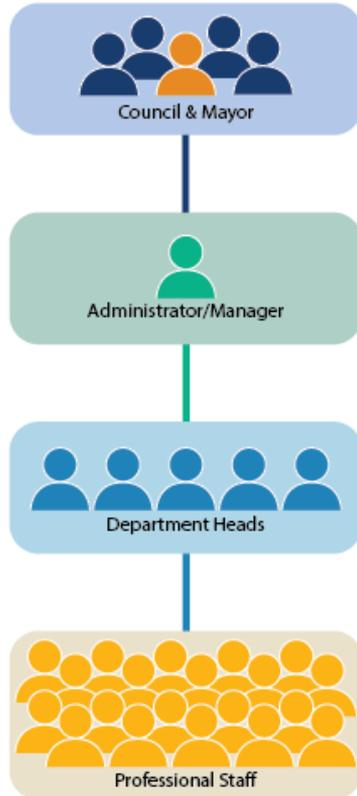 Council & Mayor
Administrator/Manager
Department Heads
Professional Staff